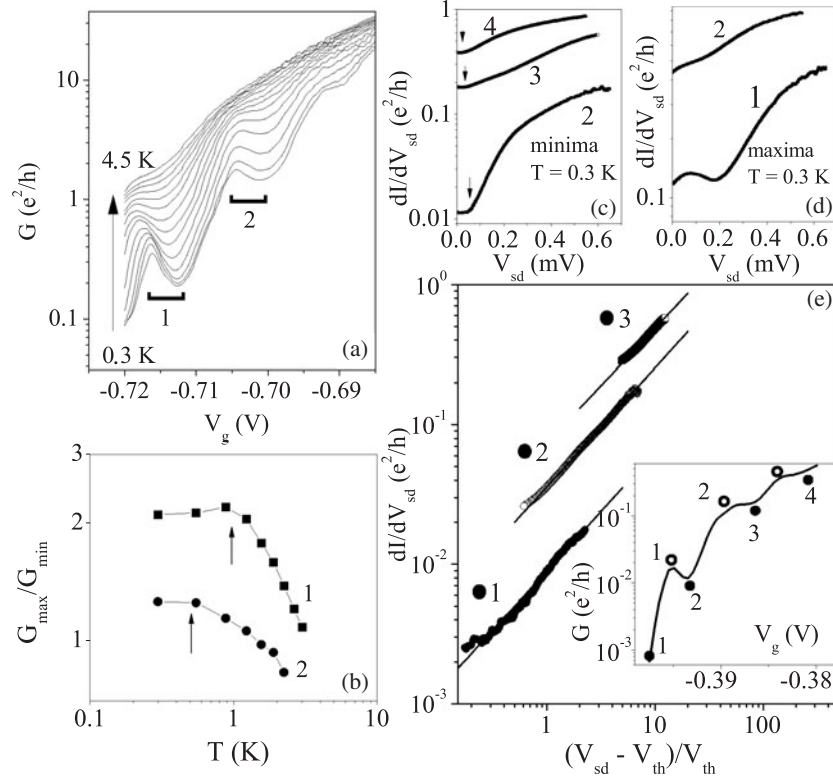 10
1
0.1
G (e²/h)
4.5 K
0.3 K
1
2
(a)
-0.72
-0.71
-0.70
-0.69
V_g (V)
3
2
1
G_max/G_min
1
2
(b)
0.1
1
10
T (K)
1
0.1
0.01
dI/dV_sd (e²/h)
4
3
2
minima
T = 0.3 K
(c)
0.0
0.2
0.4
0.6
V_sd (mV)
0.1
dI/dV_sd (e²/h)
2
1
maxima
T = 0.3 K
(d)
0.0
0.2
0.4
0.6
V_sd (mV)
10⁰
10⁻¹
10⁻²
10⁻³
dI/dV_sd (e²/h)
(e)
3
2
1
1
10
100
(V_sd - V_th)/V_th
10⁻¹
10⁻²
10⁻³
G (e²/h)
1
2
4
1
2
3
V_g (V)
-0.39
-0.38